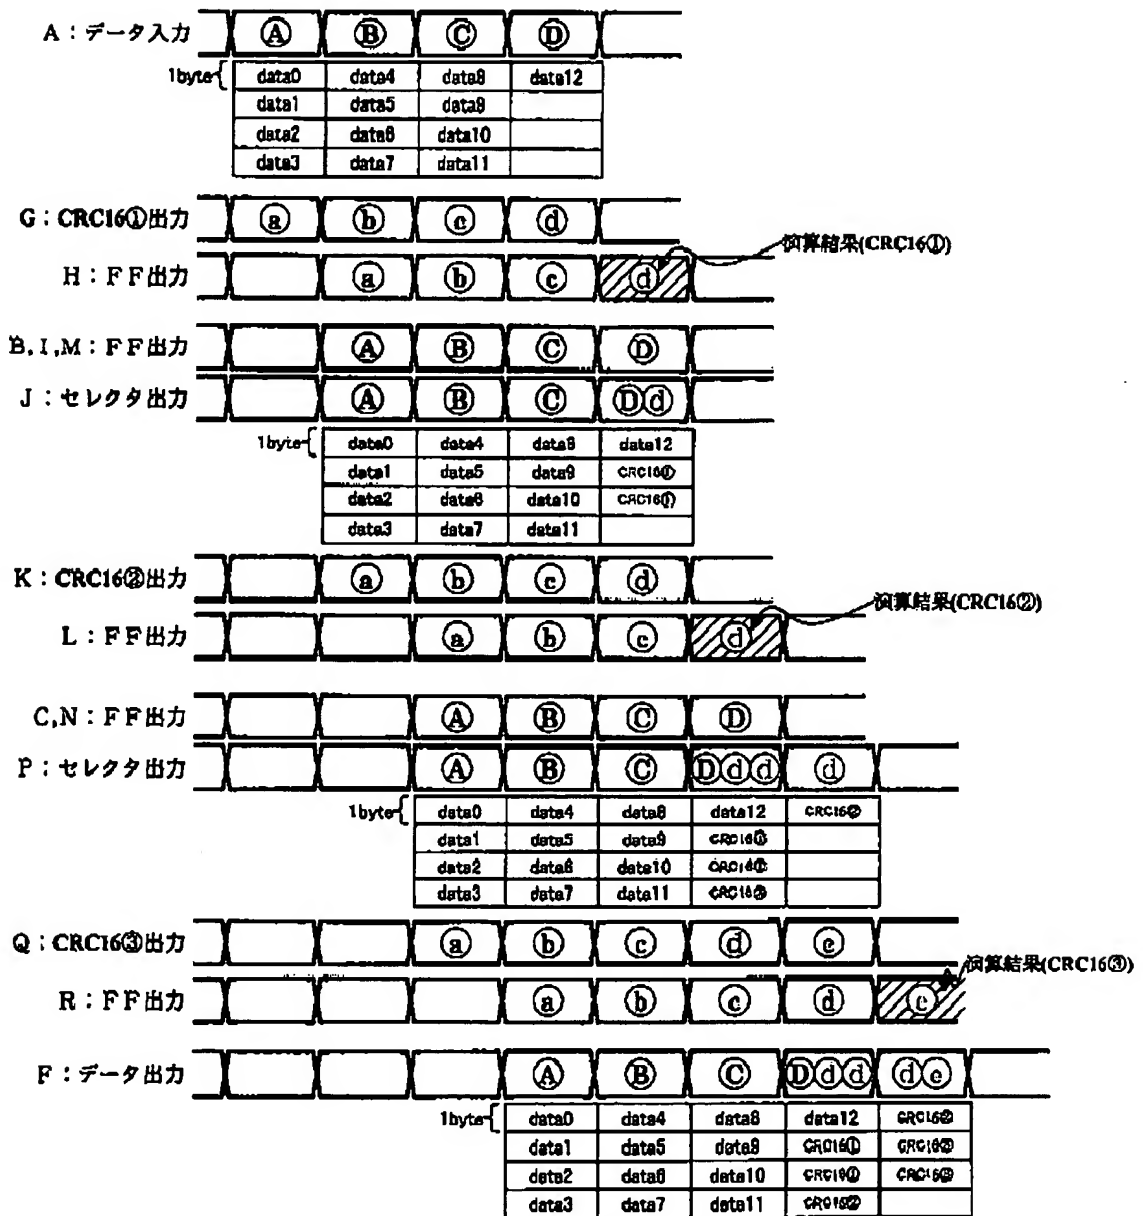 A：データ入力 Ⓐ Ⓑ Ⓒ Ⓓ
1byte data0 data4 data8 data12
data1 data5 data9
data2 data6 data10
data3 data7 data11
G：CRC16①出力 ⓐ ⓑ ⓒ ⓓ
演算結果(CRC16①)
H：FF出力 ⓐ ⓑ ⓒ ⓓ
B,I,M：FF出力 Ⓐ Ⓑ Ⓒ Ⓓ
J：セレクタ出力 Ⓐ Ⓑ Ⓒ Ⓓⓓ
1byte data0 data4 data8 data12
data1 data5 data9 CRC16①
data2 data6 data10 CRC16①
data3 data7 data11
K：CRC16②出力 ⓐ ⓑ ⓒ ⓓ
演算結果(CRC16②)
L：FF出力 ⓐ ⓑ ⓒ ⓓ
C,N：FF出力 Ⓐ Ⓑ Ⓒ Ⓓ
P：セレクタ出力 Ⓐ Ⓑ Ⓒ Ⓓⓓⓓ ⓓ
1byte data0 data4 data8 data12 CRC16②
data1 data5 data9 CRC16①
data2 data6 data10 CRC16①
data3 data7 data11 CRC16②
Q：CRC16③出力 ⓐ ⓑ ⓒ ⓓ ⓔ
演算結果(CRC16③)
R：FF出力 ⓐ ⓑ ⓒ ⓓ ⓔ
F：データ出力 Ⓐ Ⓑ Ⓒ Ⓓⓓⓓ ⓓⓔ
1byte data0 data4 data8 data12 CRC16②
data1 data5 data9 CRC16① CRC16③
data2 data6 data10 CRC16① CRC16③
data3 data7 data11 CRC16②